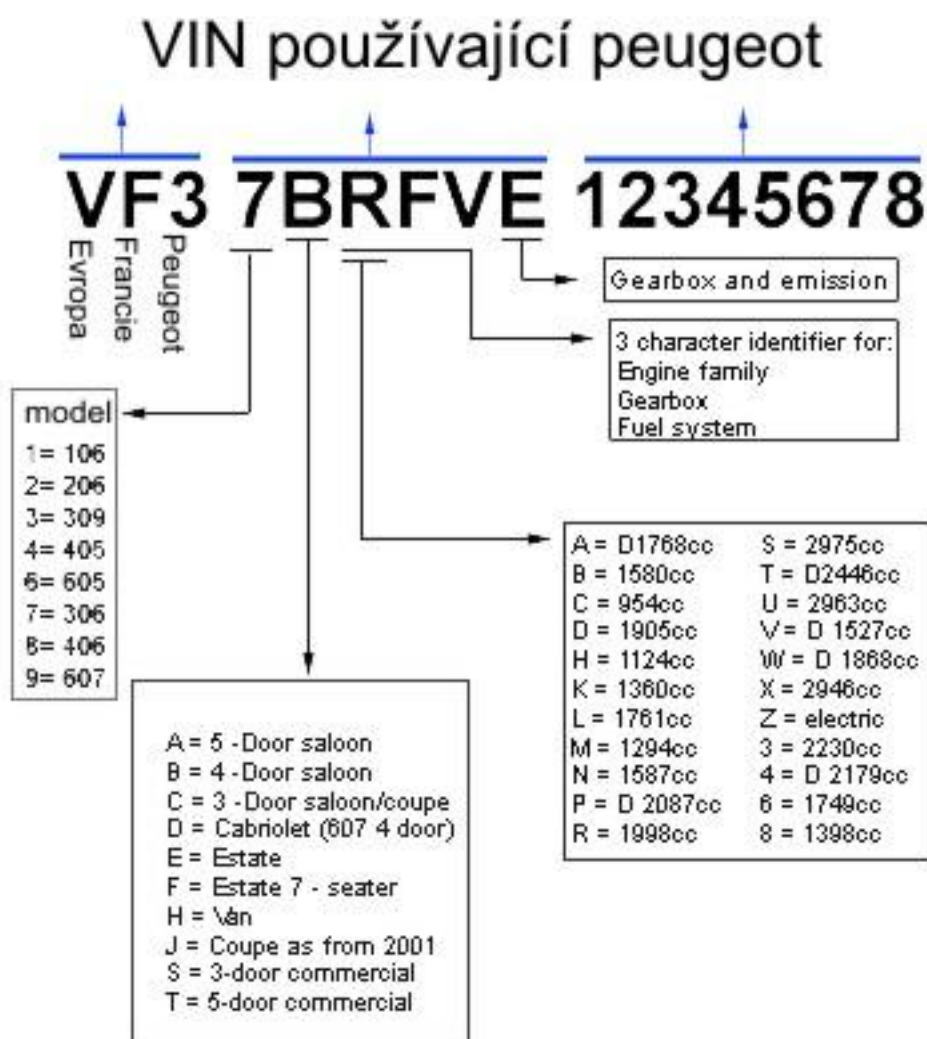 VIN používající peugeot
VF3 7BRFVE 12345678
Evropa
Francie
Peugeot
Gearbox and emission
3 character identifier for:
Engine family
Gearbox
Fuel system
model
1= 106
2= 206
3= 309
4= 405
6= 605
7= 306
8= 406
9= 607
A = D1768cc
B = 1580cc
C = 954cc
D = 1905cc
H = 1124cc
K = 1360cc
L = 1761cc
M = 1294cc
N = 1587cc
P = D 2087cc
R = 1998cc
S = 2975cc
T = D2446cc
U = 2963cc
V = D 1527cc
W = D 1868cc
X = 2946cc
Z = electric
3 = 2230cc
4 = D 2179cc
6 = 1749cc
8 = 1398cc
A = 5 -Door saloon
B = 4 -Door saloon
C = 3 -Door saloon/coupe
D = Cabriolet (607 4 door)
E = Estate
F = Estate 7 - seater
H = Van
J = Coupe as from 2001
S = 3-door commercial
T = 5-door commercial